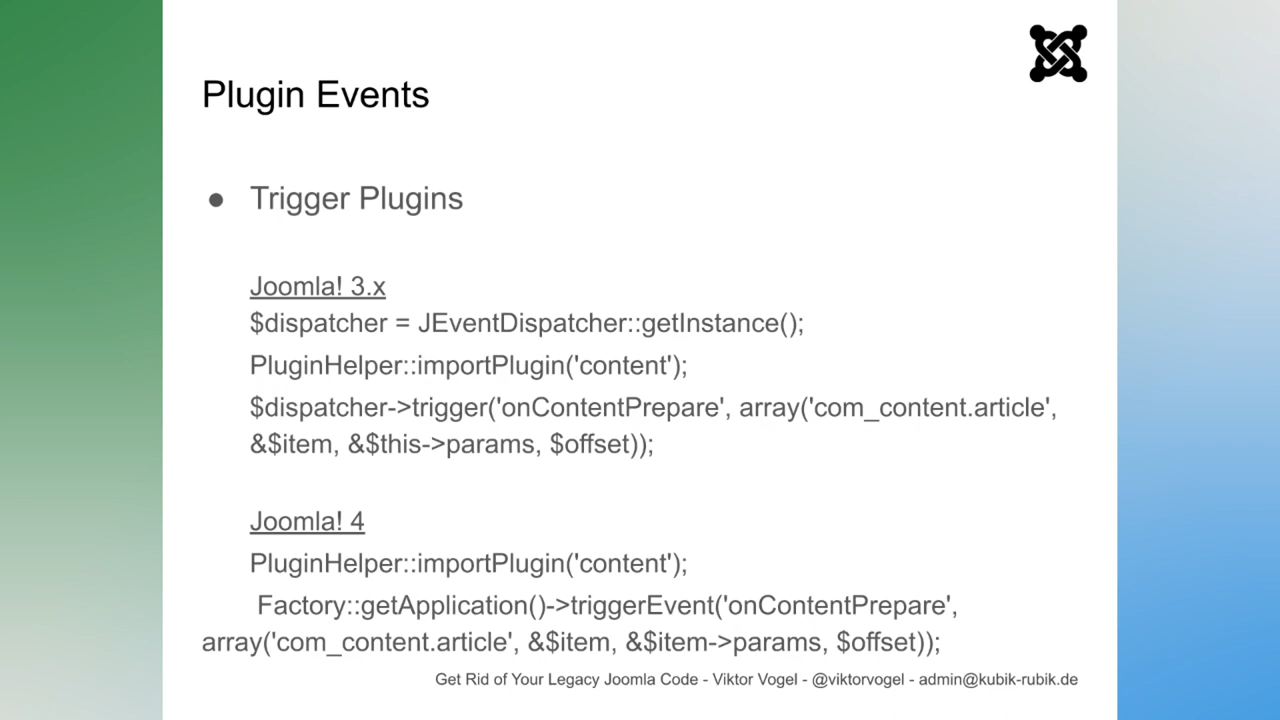 Plugin Events
● Trigger Plugins
Joomla! 3.x
$dispatcher = JEventDispatcher::getInstance();
PluginHelper::importPlugin('content');
$dispatcher->trigger('onContentPrepare', array('com_content.article',
&$item, &$this->params, $offset));
Joomla! 4
PluginHelper::importPlugin('content');
Factory::getApplication()->triggerEvent('onContentPrepare',
array('com_content.article', &$item, &$item->params, $offset));
Get Rid of Your Legacy Joomla Code - Viktor Vogel - @viktorvogel - admin@kubik-rubik.de